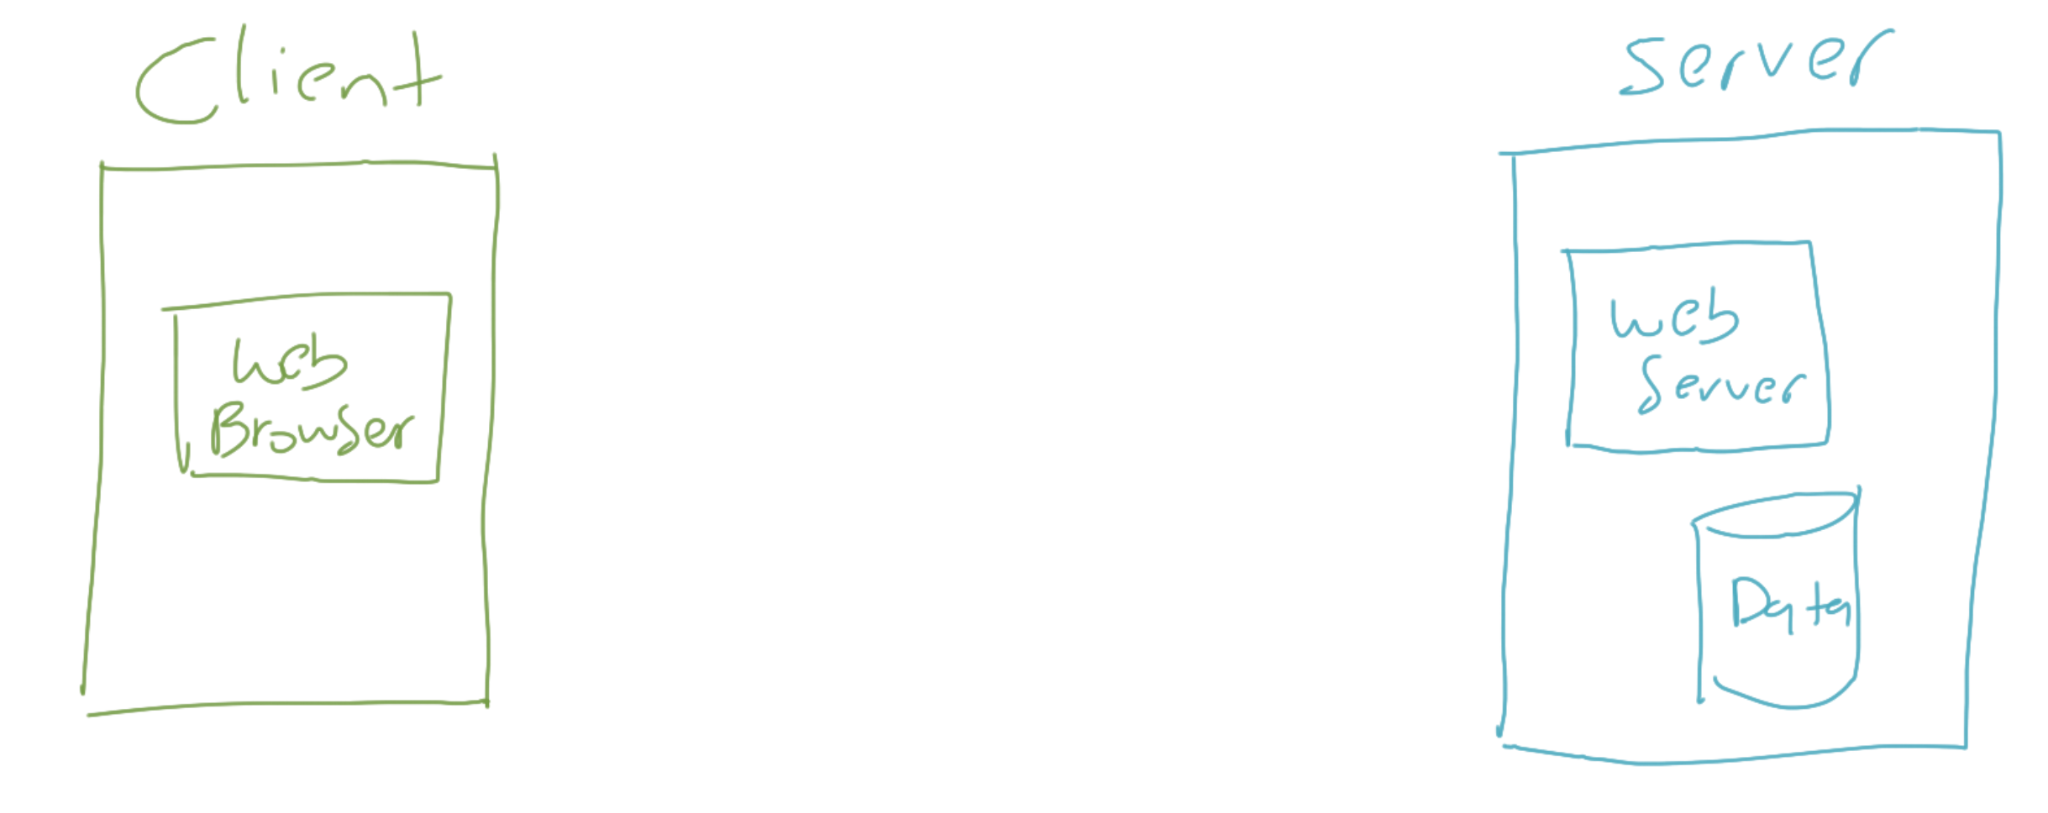 Client
Server
Web
Browser
Web
Server
Data